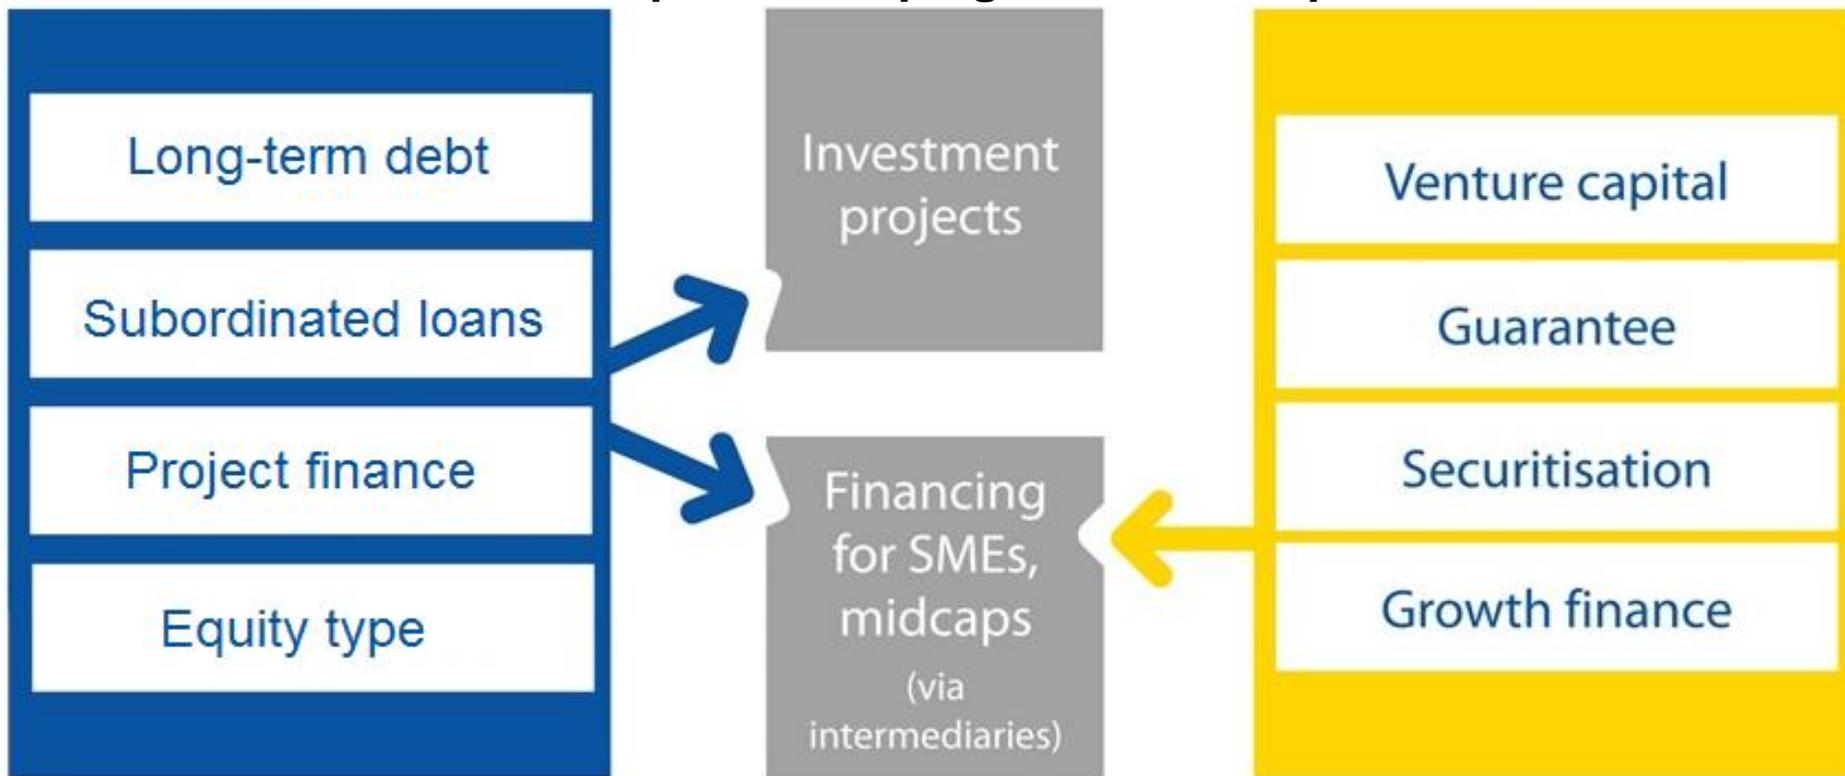 Long-term debt
Subordinated loans
Project finance
Equity type
Investment
projects
Financing
for SMEs,
midcaps
(via
intermediaries)
Venture capital
Guarantee
Securitisation
Growth finance